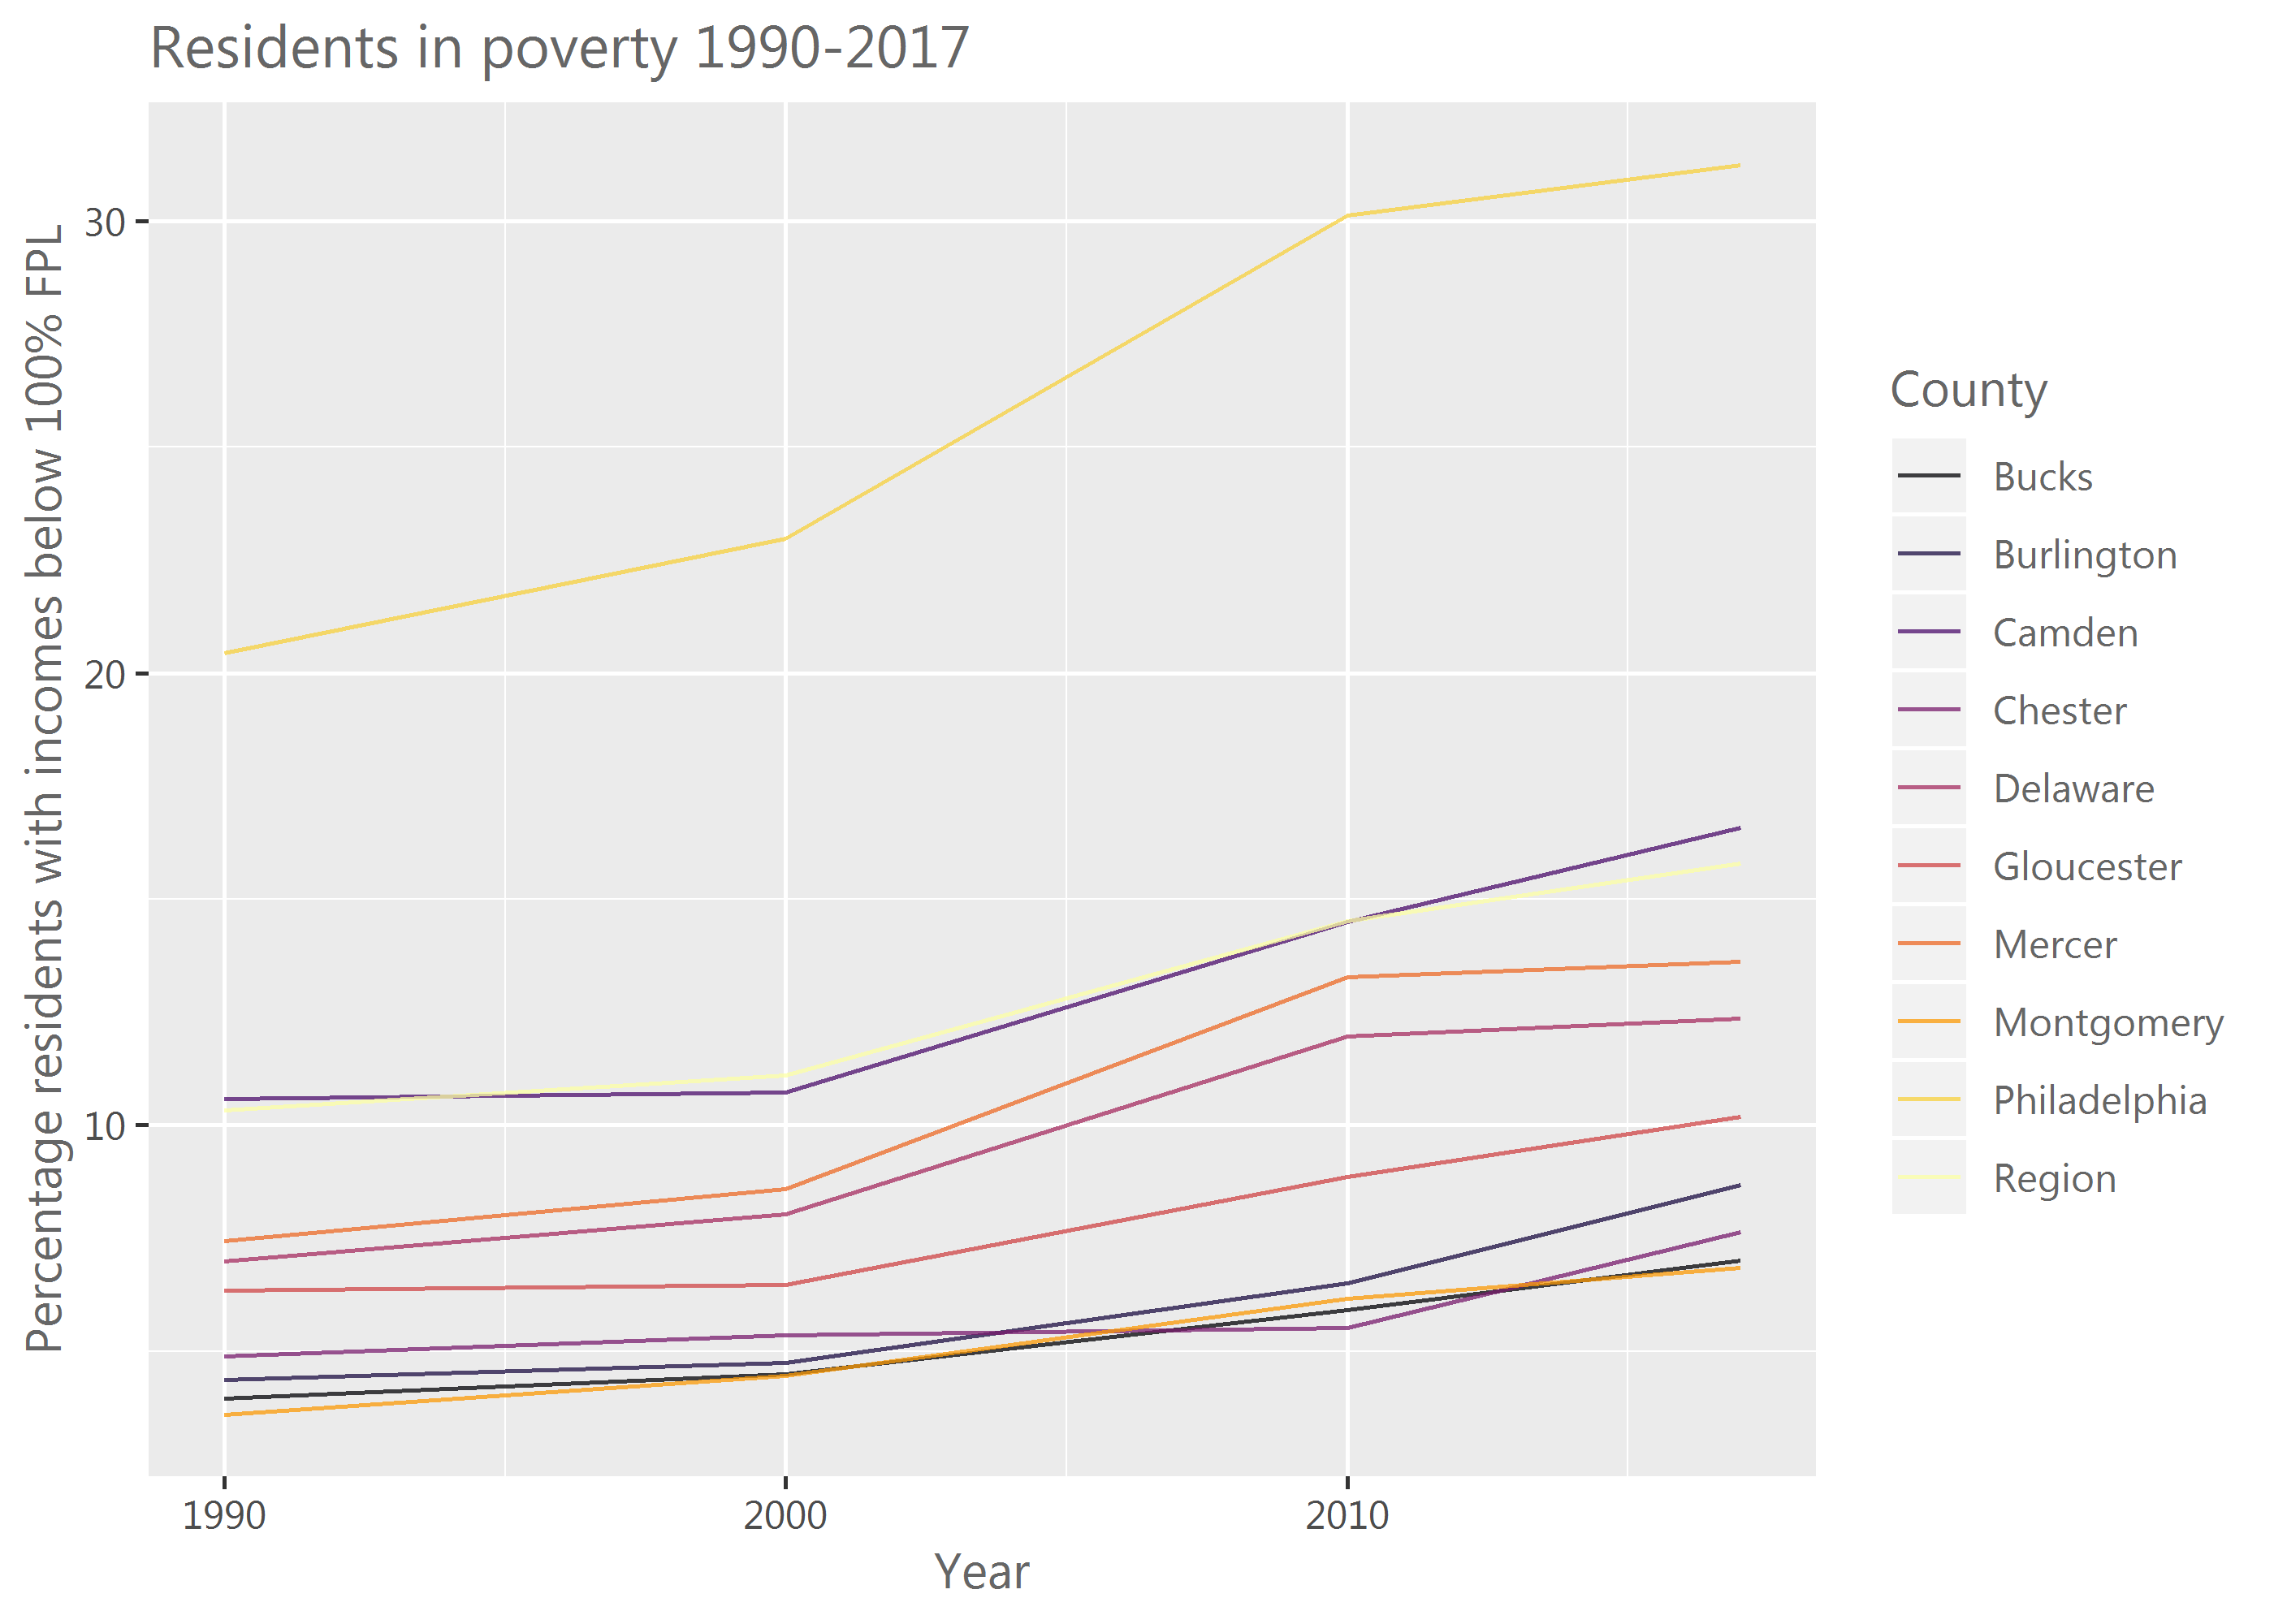 Residents in poverty 1990-2017
Percentage residents with incomes below 100% FPL
30
20
10
1990
2000
2010
Year
County
Bucks
Burlington
Camden
Chester
Delaware
Gloucester
Mercer
Montgomery
Philadelphia
Region